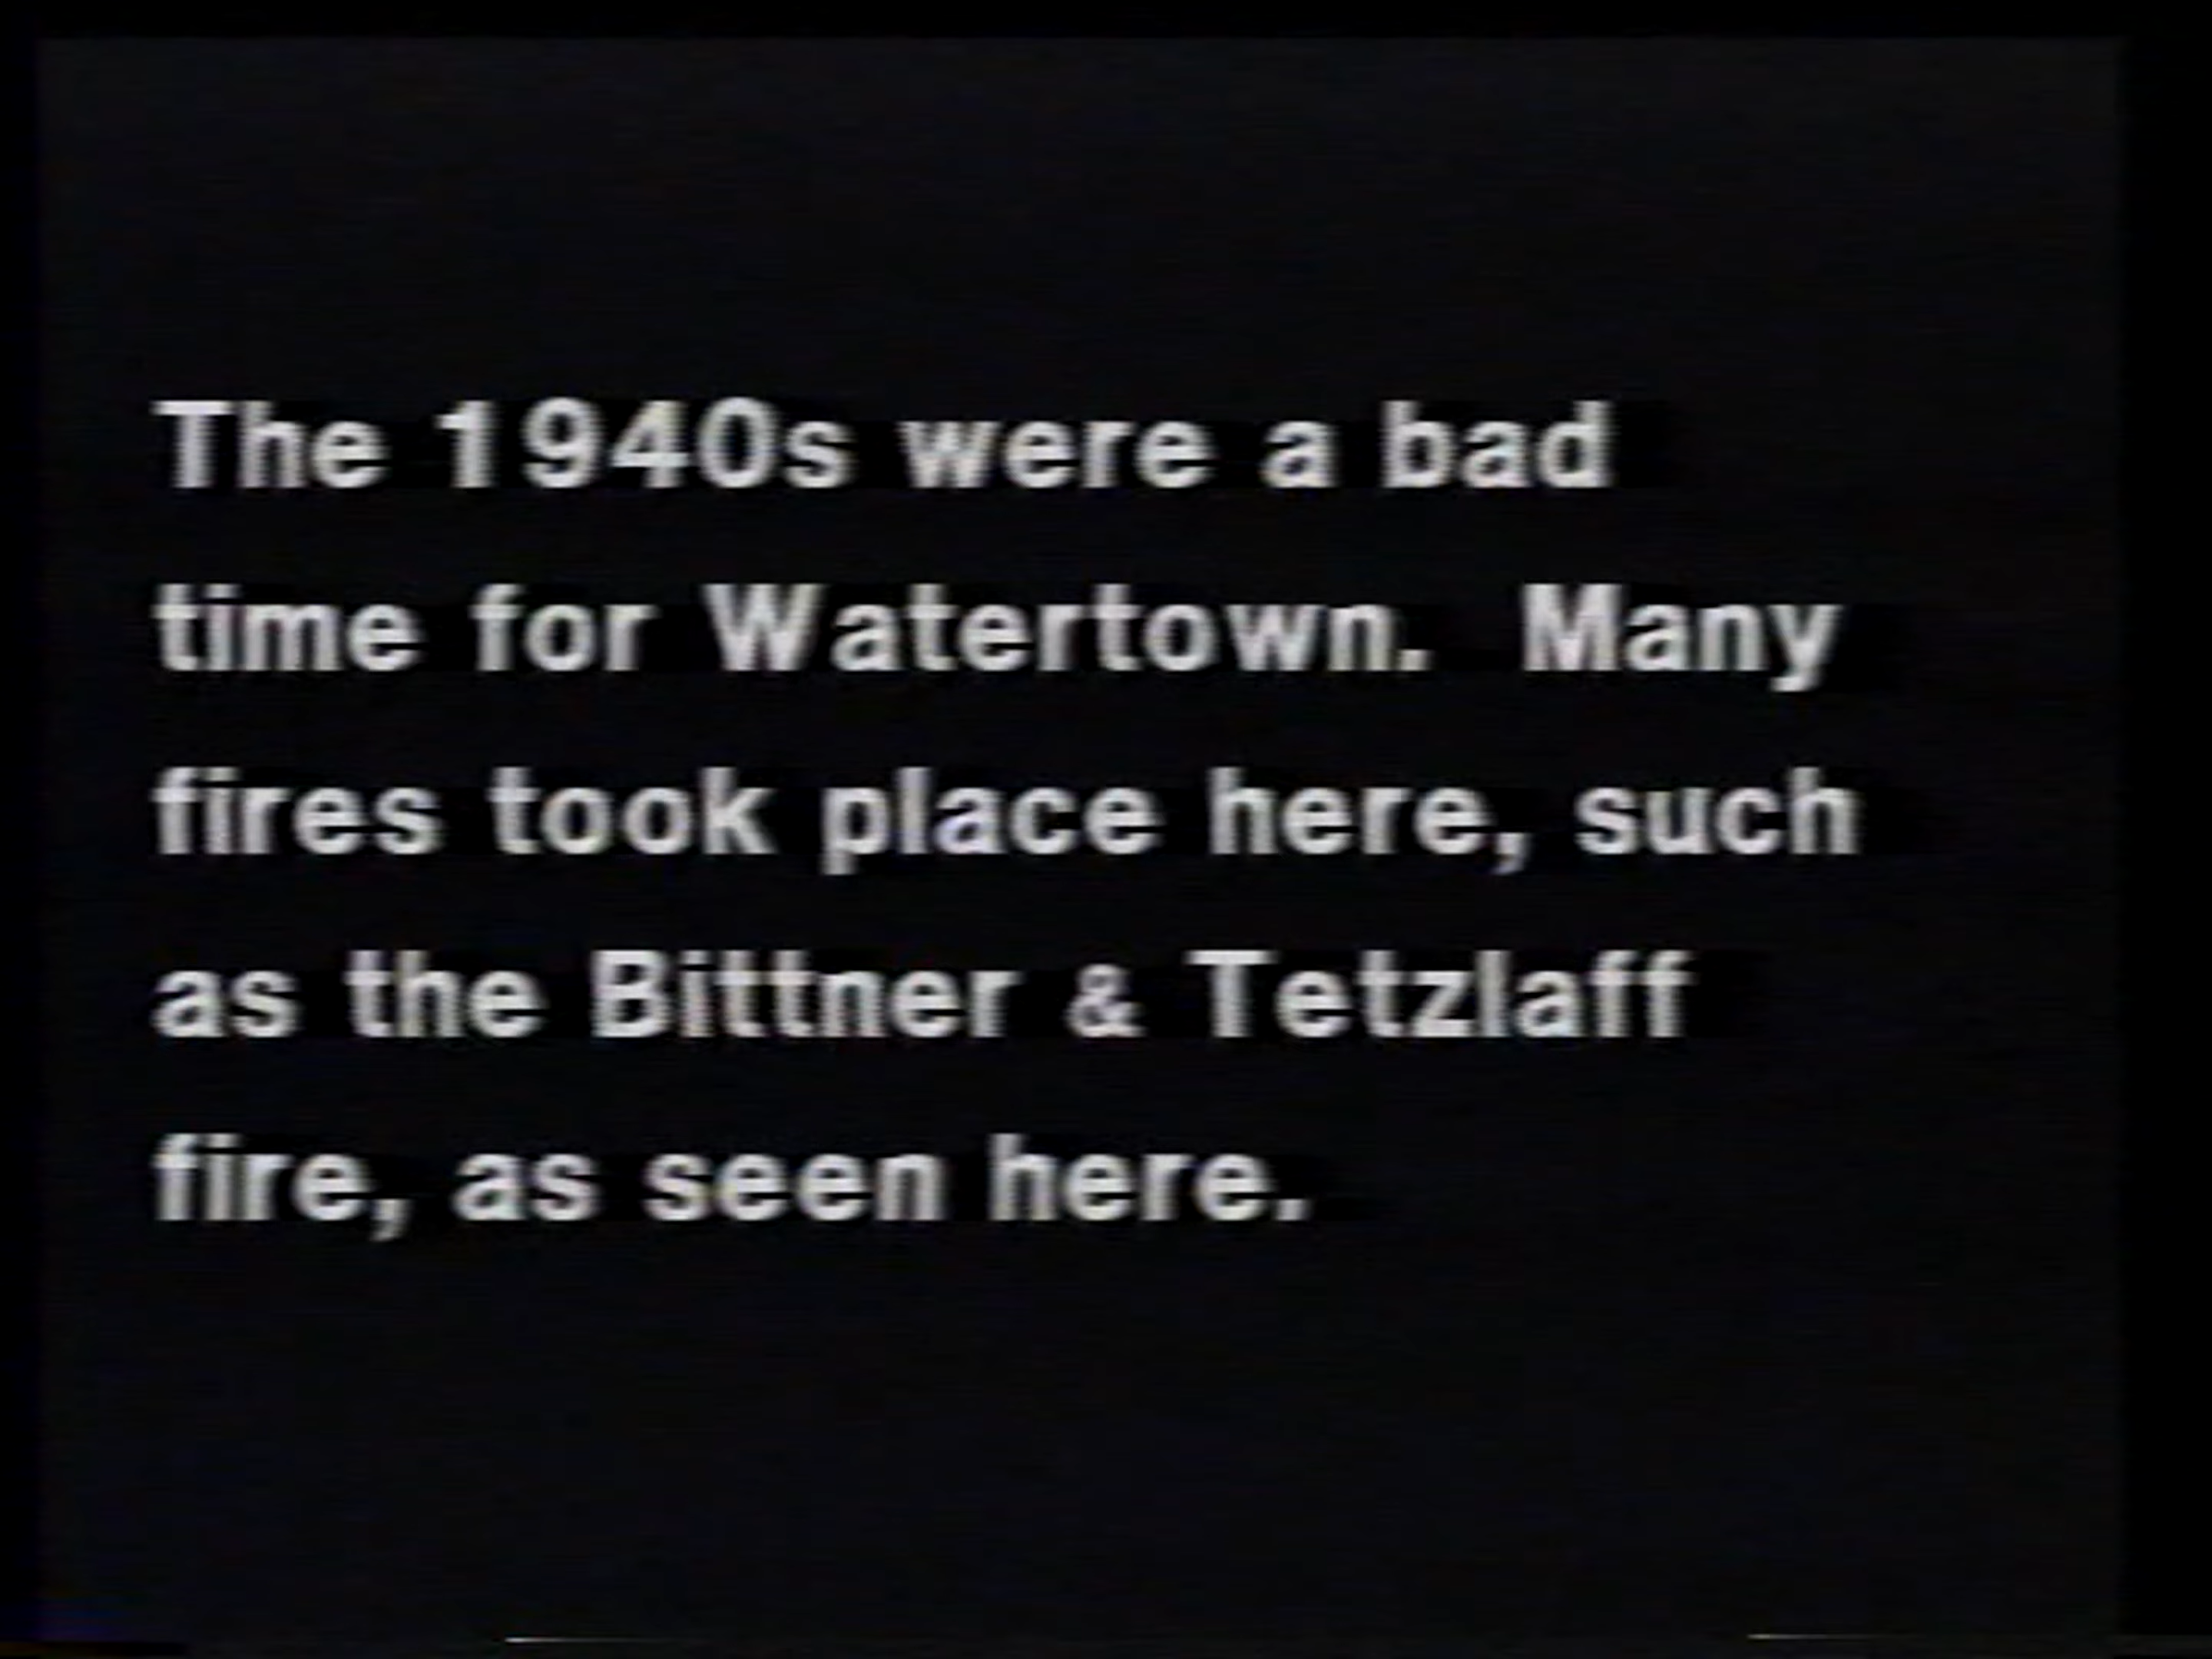 The 1940s were a bad
time for Watertown.  Many
fires took place here, such
as the Bittner & Tetzlaff
fire, as seen here.